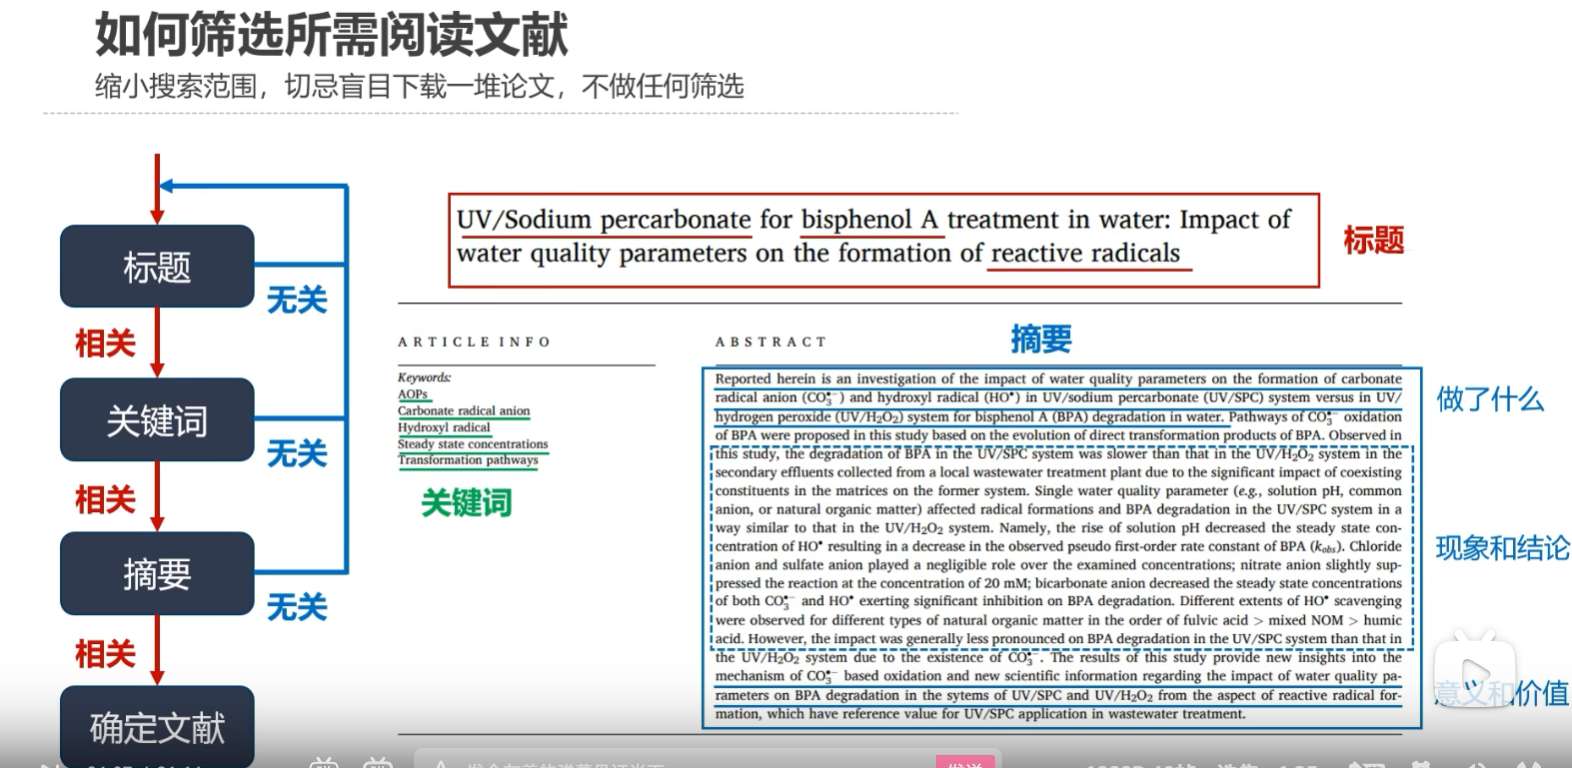 如何筛选所需阅读文献
缩小搜索范围，切忌盲目下载一堆论文，不做任何筛选
标题
无关
相关
关键词
无关
相关
摘要
无关
相关
确定文献
UV/Sodium percarbonate for bisphenol A treatment in water: Impact of
water quality parameters on the formation of reactive radicals
标题
ARTICLE INFO
Keywords:
AOPs
Carbonate radical anion
Hydroxyl radical
Steady state concentrations
Transformation pathways
关键词
ABSTRACT
摘要
Reported herein is an investigation of the impact of water quality parameters on the formation of carbonate
radical anion (CO₃•⁻) and hydroxyl radical (HO•) in UV/sodium percarbonate (UV/SPC) system versus in UV/
hydrogen peroxide (UV/H₂O₂) system for bisphenol A (BPA) degradation in water. Pathways of CO₃•⁻ oxidation
of BPA were proposed in this study based on the evolution of direct transformation products of BPA. Observed in
this study, the degradation of BPA in the UV/SPC system was slower than that in the UV/H₂O₂ system in the
secondary effluents collected from a local wastewater treatment plant due to the significant impact of coexisting
constituents in the matrices on the former system. Single water quality parameter (e.g., solution pH, common
anion, or natural organic matter) affected radical formations and BPA degradation in the UV/SPC system in a
way similar to that in the UV/H₂O₂ system. Namely, the rise of solution pH decreased the steady state con-
centration of HO• resulting in a decrease in the observed pseudo first-order rate constant of BPA (kobs). Chloride
anion and sulfate anion played a negligible role over the examined concentrations; nitrate anion slightly sup-
pressed the reaction at the concentration of 20 mM; bicarbonate anion decreased the steady state concentrations
of both CO₃•⁻ and HO• exerting significant inhibition on BPA degradation. Different extents of HO• scavenging
were observed for different types of natural organic matter in the order of fulvic acid > mixed NOM > humic
acid. However, the impact was generally less pronounced on BPA degradation in the UV/SPC system than that in
the UV/H₂O₂ system due to the existence of CO₃•⁻. The results of this study provide new insights into the
mechanism of CO₃•⁻ based oxidation and new scientific information regarding the impact of water quality pa-
rameters on BPA degradation in the sytems of UV/SPC and UV/H₂O₂ from the aspect of reactive radical for-
mation, which have reference value for UV/SPC application in wastewater treatment.
做了什么
现象和结论
意义和价值